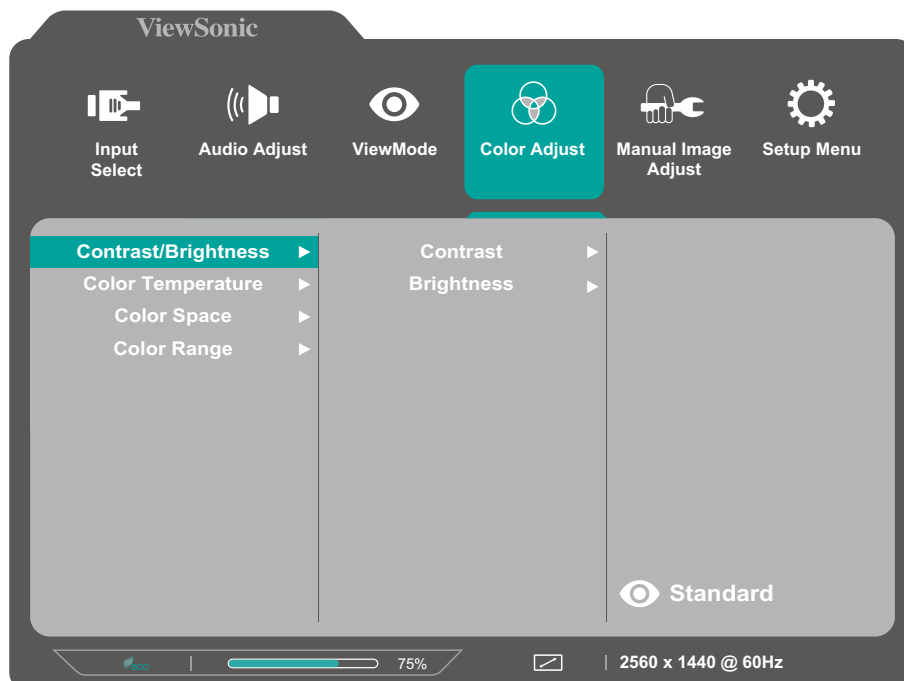 ViewSonic
Input Select
Audio Adjust
ViewMode
Color Adjust
Manual Image Adjust
Setup Menu
Contrast/Brightness
Contrast
Color Temperature
Brightness
Color Space
Color Range
Standard
eco
75%
2560 x 1440 @ 60Hz